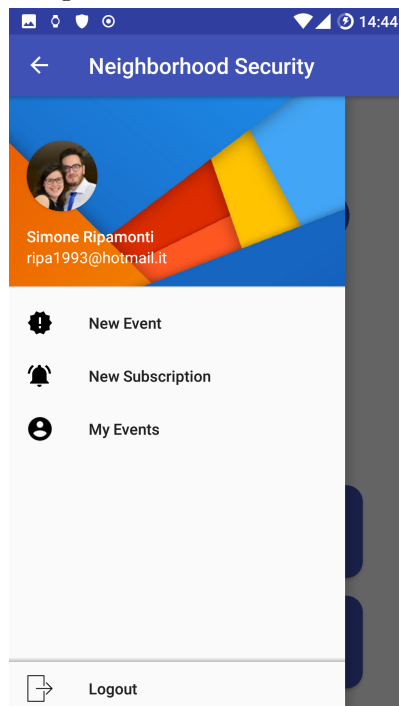 14:44
Neighborhood Security
Simone Ripamonti
ripa1993@hotmail.it
New Event
New Subscription
My Events
Logout